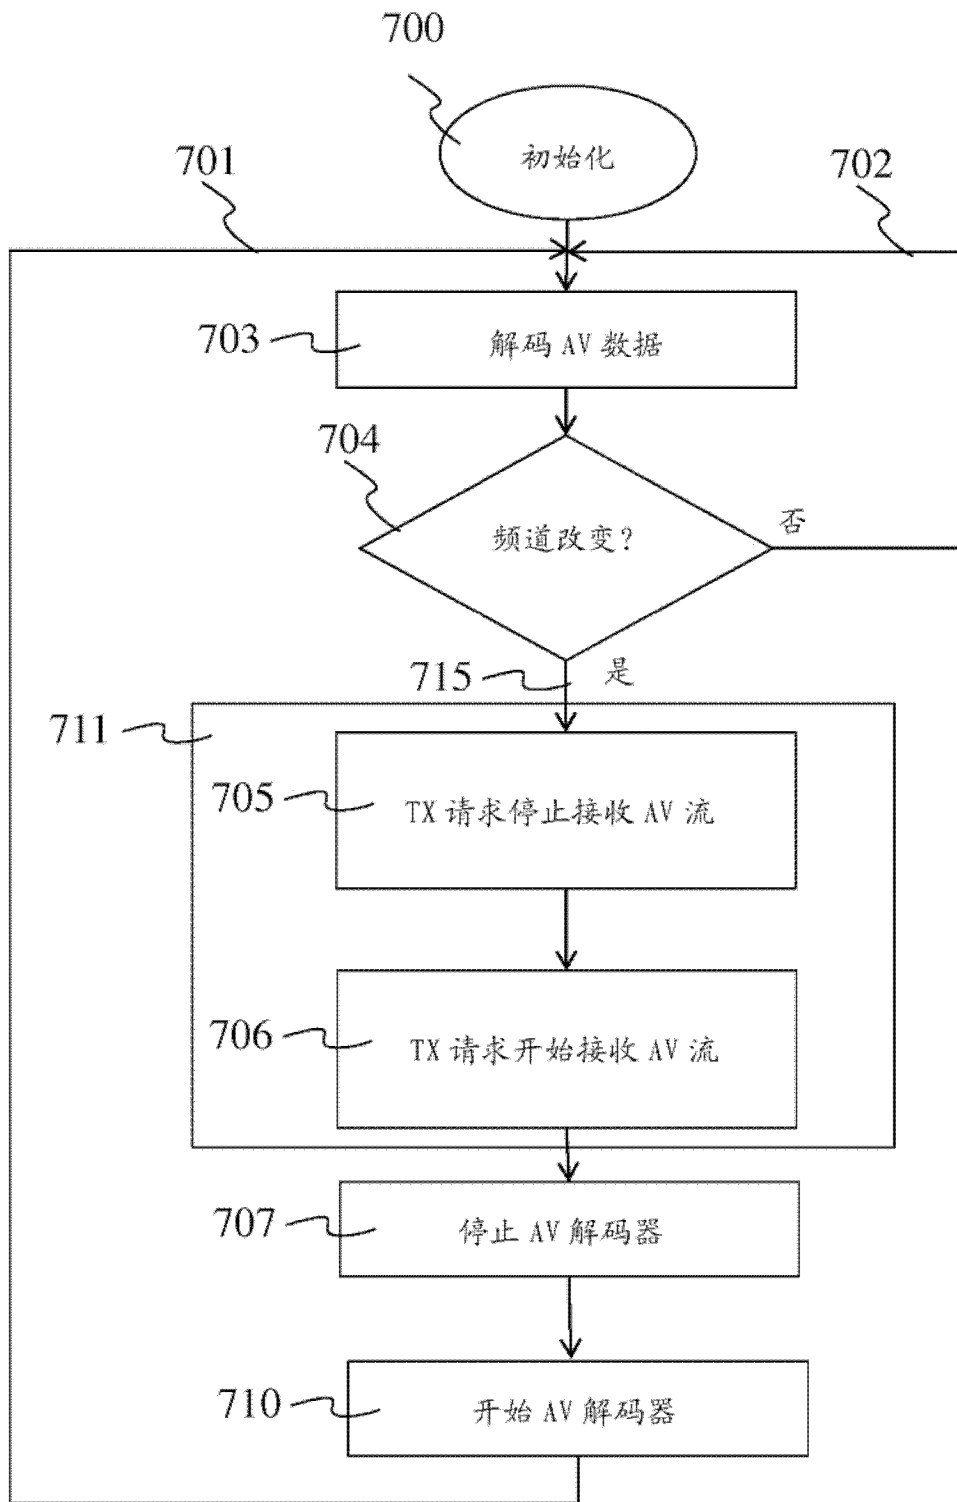 700
初始化
701
702
703
解码 AV 数据
704
频道改变?
否
715
是
711
705
TX 请求停止接收 AV 流
706
TX 请求开始接收 AV 流
707
停止 AV 解码器
710
开始 AV 解码器